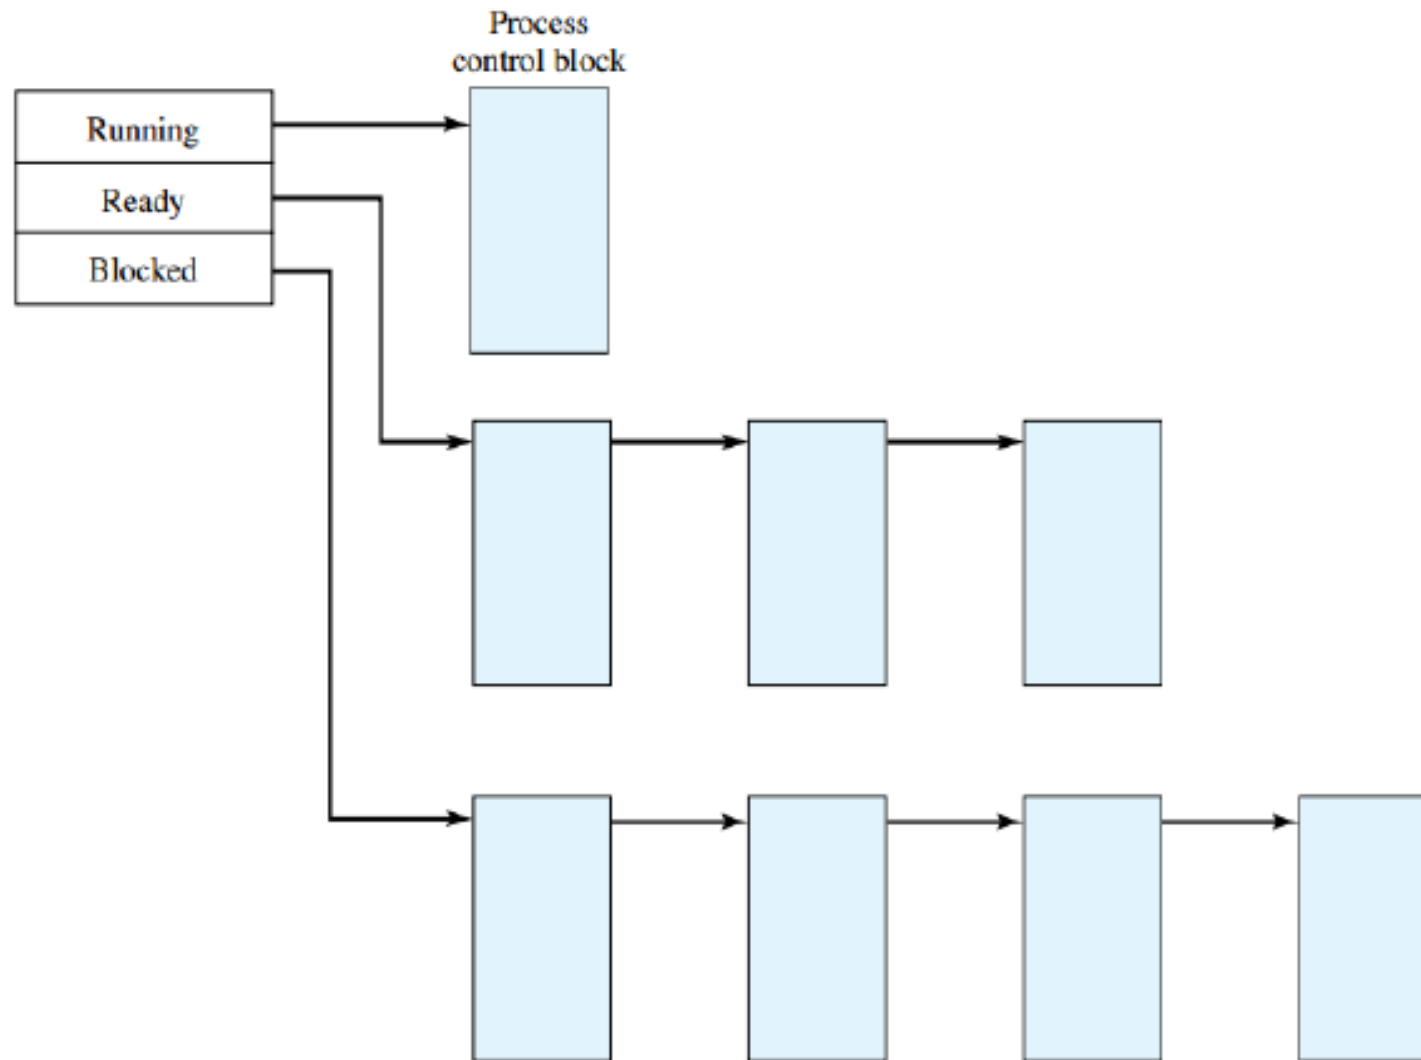 Process
control block
Running
Ready
Blocked